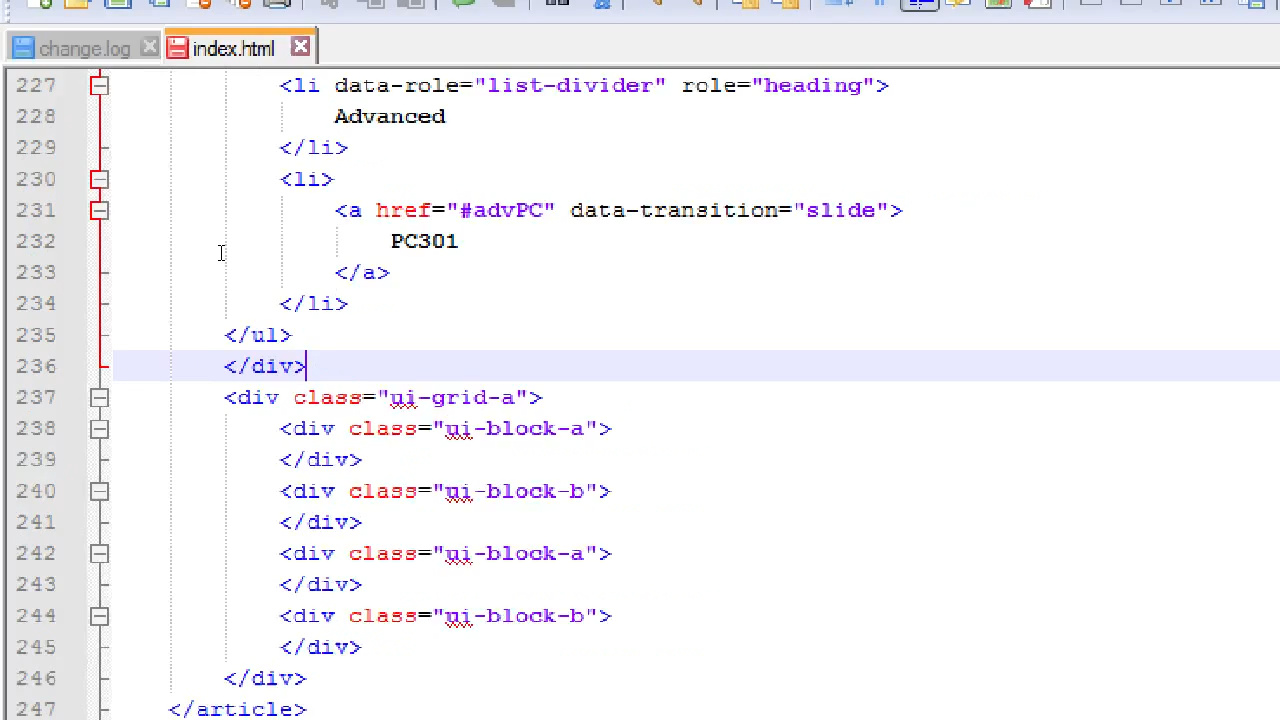 change.log index.html
227 <li data-role="list-divider" role="heading">
228 Advanced
229 </li>
230 <li>
231 <a href="#advPC" data-transition="slide">
232 PC301
233 </a>
234 </li>
235 </ul>
236 </div>
237 <div class="ui-grid-a">
238 <div class="ui-block-a">
239 </div>
240 <div class="ui-block-b">
241 </div>
242 <div class="ui-block-a">
243 </div>
244 <div class="ui-block-b">
245 </div>
246 </div>
247 </article>